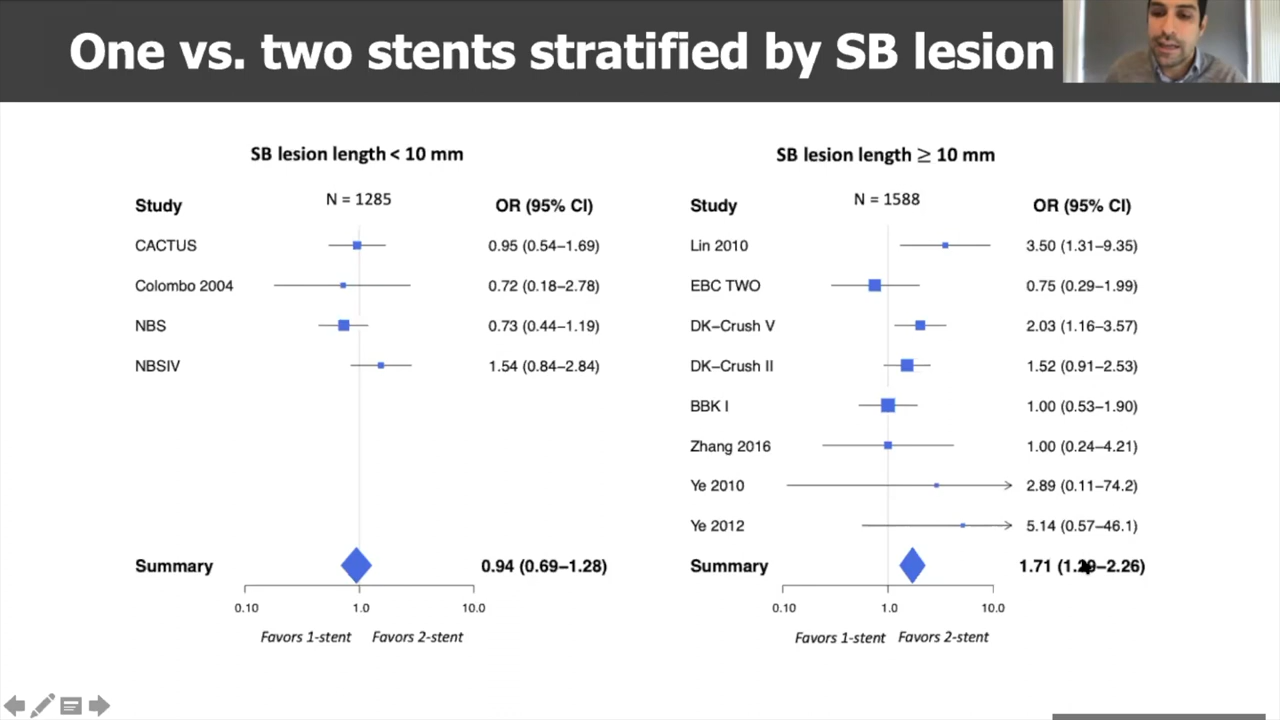 One vs. two stents stratified by SB lesion
SB lesion length < 10 mm
Study N = 1285 OR (95% CI)
CACTUS 0.95 (0.54–1.69)
Colombo 2004 0.72 (0.18–2.78)
NBS 0.73 (0.44–1.19)
NBSIV 1.54 (0.84–2.84)
Summary 0.94 (0.69–1.28)
0.10 1.0 10.0
Favors 1-stent Favors 2-stent
SB lesion length ≥ 10 mm
Study N = 1588 OR (95% CI)
Lin 2010 3.50 (1.31–9.35)
EBC TWO 0.75 (0.29–1.99)
DK–Crush V 2.03 (1.16–3.57)
DK–Crush II 1.52 (0.91–2.53)
BBK I 1.00 (0.53–1.90)
Zhang 2016 1.00 (0.24–4.21)
Ye 2010 2.89 (0.11–74.2)
Ye 2012 5.14 (0.57–46.1)
Summary 1.71 (1.29–2.26)
0.10 1.0 10.0
Favors 1-stent Favors 2-stent